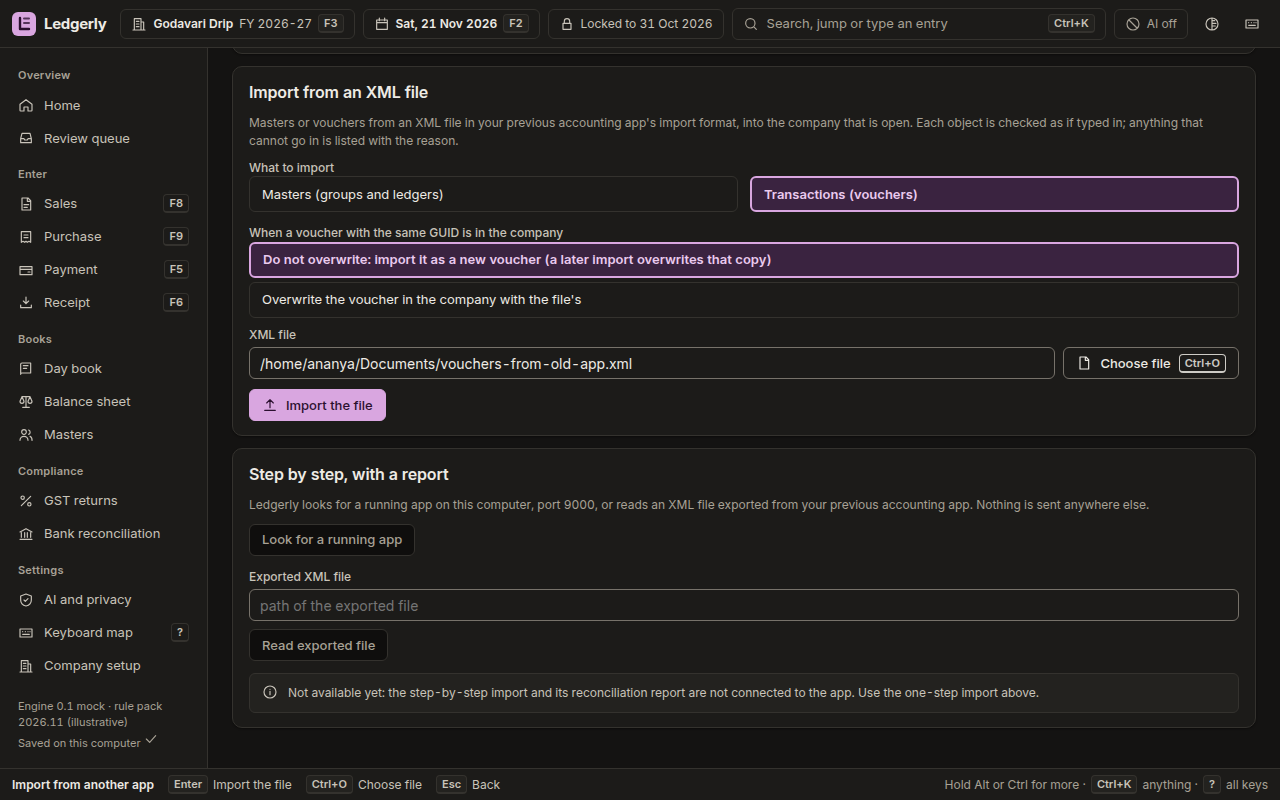 Ledgerly
Godavari Drip FY 2026-27 F3
Sat, 21 Nov 2026 F2
Locked to 31 Oct 2026
Search, jump or type an entry Ctrl+K
AI off
Overview
Home
Review queue
Enter
Sales F8
Purchase F9
Payment F5
Receipt F6
Books
Day book
Balance sheet
Masters
Compliance
GST returns
Bank reconciliation
Settings
AI and privacy
Keyboard map ?
Company setup
Engine 0.1 mock · rule pack
2026.11 (illustrative)
Saved on this computer
Import from an XML file
Masters or vouchers from an XML file in your previous accounting app's import format, into the company that is open. Each object is checked as if typed in; anything that
cannot go in is listed with the reason.
What to import
Masters (groups and ledgers)
Transactions (vouchers)
When a voucher with the same GUID is in the company
Do not overwrite: import it as a new voucher (a later import overwrites that copy)
Overwrite the voucher in the company with the file's
XML file
/home/ananya/Documents/vouchers-from-old-app.xml
Choose file Ctrl+O
Import the file
Step by step, with a report
Ledgerly looks for a running app on this computer, port 9000, or reads an XML file exported from your previous accounting app. Nothing is sent anywhere else.
Look for a running app
Exported XML file
path of the exported file
Read exported file
Not available yet: the step-by-step import and its reconciliation report are not connected to the app. Use the one-step import above.
Import from another app Enter Import the file Ctrl+O Choose file Esc Back
Hold Alt or Ctrl for more · Ctrl+K anything · ? all keys